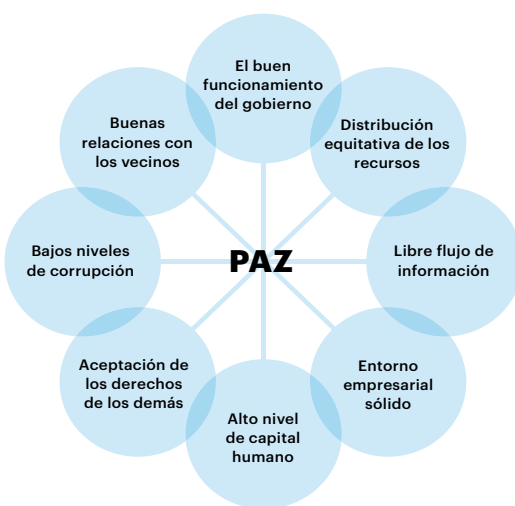 El buen
funcionamiento
del gobierno
Distribución
equitativa de los
recursos
Libre flujo de
información
Entorno
empresarial
sólido
Alto nivel
de capital
humano
Aceptación de
los derechos
de los demás
Bajos niveles
de corrupción
Buenas
relaciones con
los vecinos
PAZ